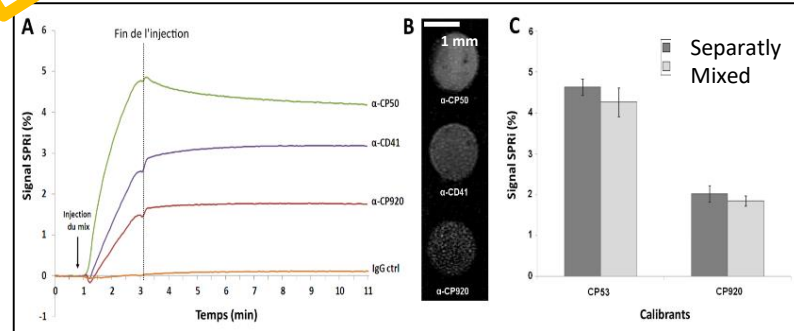 A
Signal SPRi (%)
6
5
4
3
2
1
0
-1
Fin de l'injection
Injection
du mix
α-CP50
α-CD41
α-CP920
IgG ctrl
0 1 2 3 4 5 6 7 8 9 10 11
Temps (min)
B
1 mm
α-CP50
α-CD41
α-CP920
C
Signal SPRi (%)
6
5
4
3
2
1
0
Separatly
Mixed
CP53 CP920
Calibrants